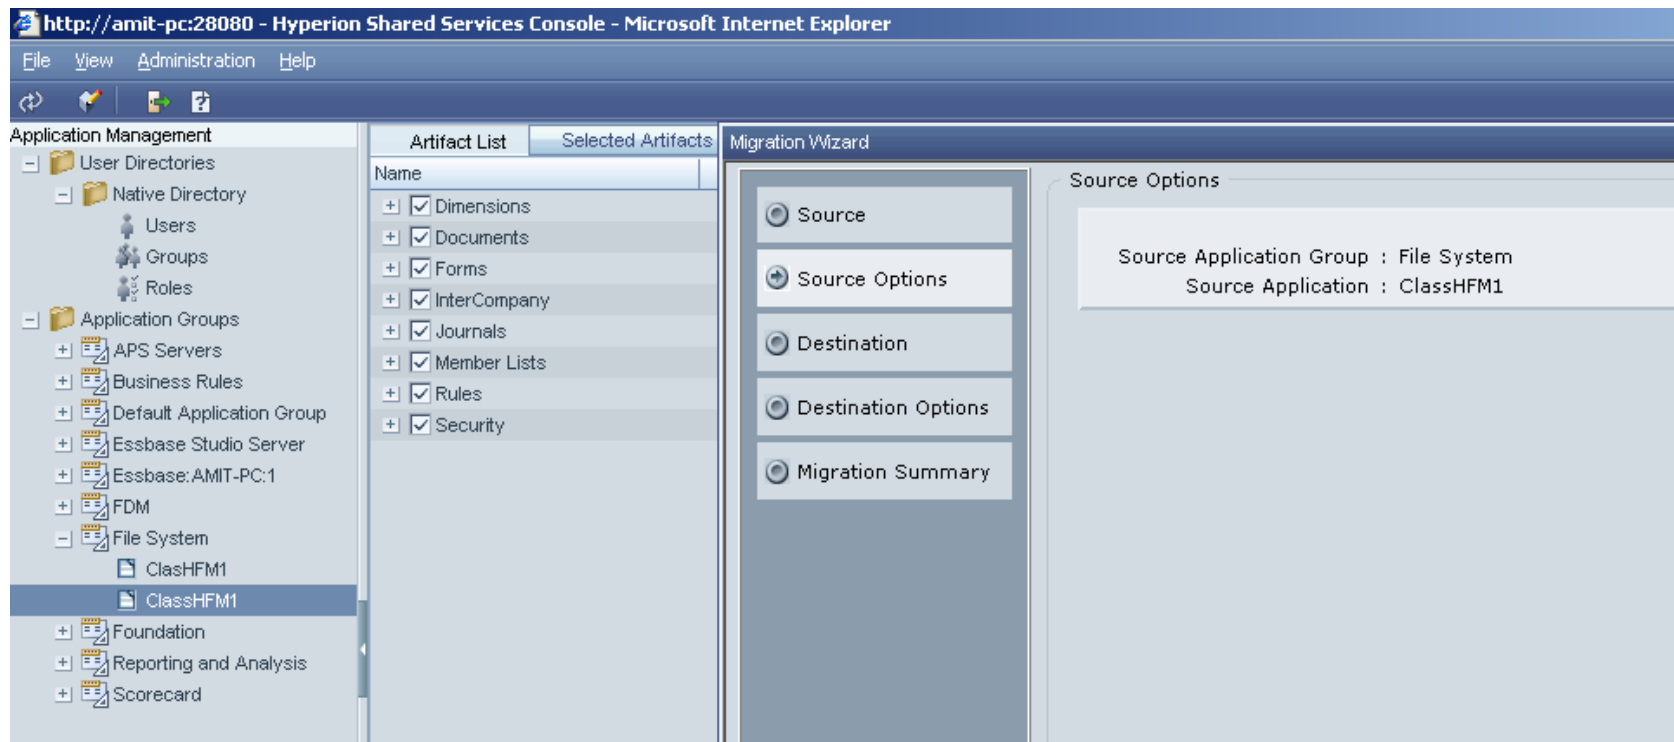 http://amit-pc:28080 - Hyperion Shared Services Console - Microsoft Internet Explorer
File View Administration Help
Application Management
User Directories
Native Directory
Users
Groups
Roles
Application Groups
APS Servers
Business Rules
Default Application Group
Essbase Studio Server
Essbase:AMIT-PC:1
FDM
File System
ClasHFM1
ClassHFM1
Foundation
Reporting and Analysis
Scorecard
Artifact List Selected Artifacts
Name
Dimensions
Documents
Forms
InterCompany
Journals
Member Lists
Rules
Security
Migration Wizard
Source
Source Options
Destination
Destination Options
Migration Summary
Source Options
Source Application Group : File System
Source Application : ClassHFM1